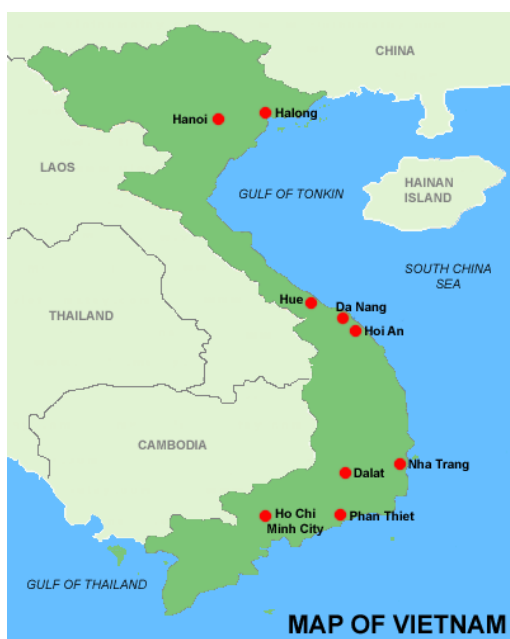 CHINA
Hanoi
Halong
LAOS
HAINAN
ISLAND
GULF OF TONKIN
SOUTH CHINA
SEA
Hue
Da Nang
THAILAND
Hoi An
CAMBODIA
Nha Trang
Dalat
Ho Chi
Minh City
Phan Thiet
GULF OF THAILAND
MAP OF VIETNAM